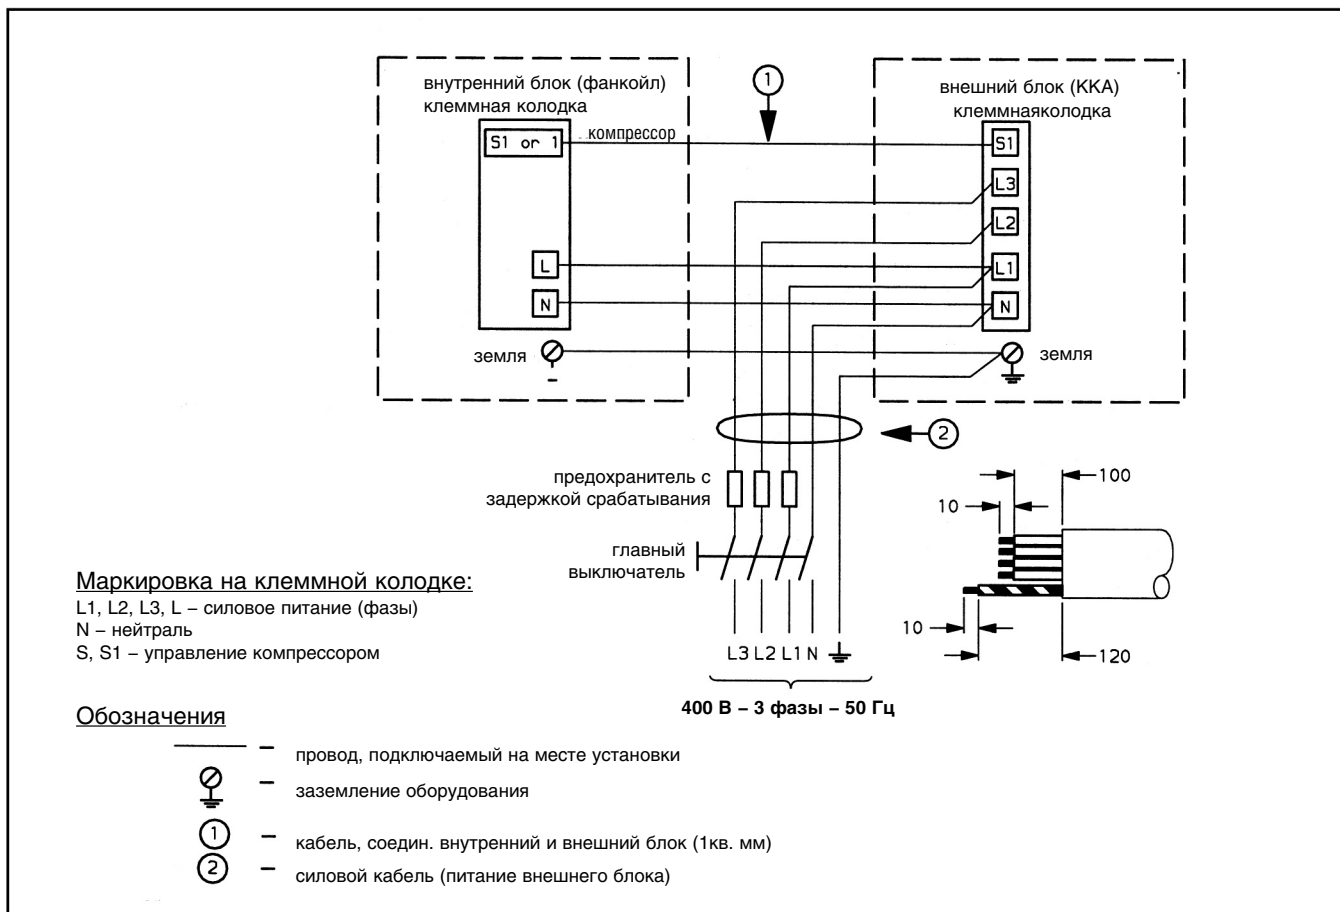 внутренний блок (фанкойл)
клеммная колодка
1
внешний блок (ККА)
клеммнаяколодка
S1 or 1
компрессор
S1
L3
L2
L
L1
N
N
земля
земля
2
предохранитель с
задержкой срабатывания
100
10
главный
выключатель
10
120
L3 L2 L1 N
400 В – 3 фазы – 50 Гц
Маркировка на клеммной колодке:
L1, L2, L3, L – силовое питание (фазы)
N – нейтраль
S, S1 – управление компрессором
Обозначения
– провод, подключаемый на месте установки
– заземление оборудования
1 – кабель, соедин. внутренний и внешний блок (1кв. мм)
2 – силовой кабель (питание внешнего блока)